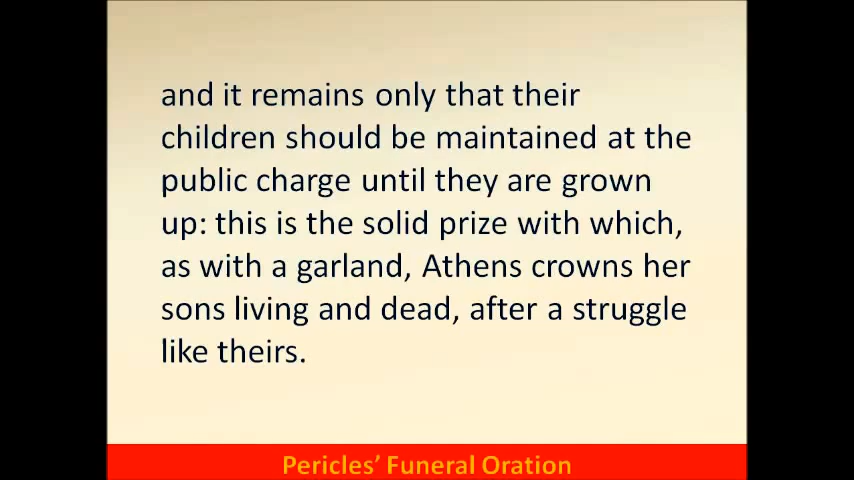 and it remains only that their
children should be maintained at the
public charge until they are grown
up: this is the solid prize with which,
as with a garland, Athens crowns her
sons living and dead, after a struggle
like theirs.
Pericles’ Funeral Oration